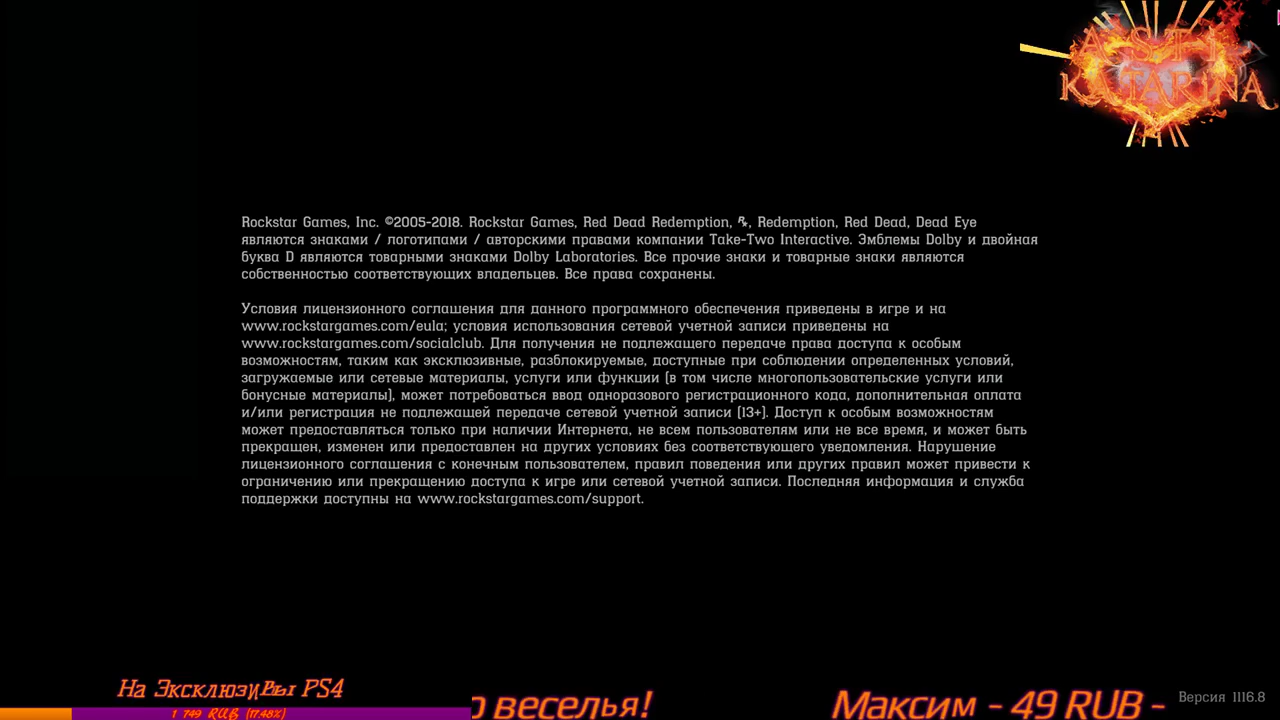 ASTI
KATARINA
Rockstar Games, Inc. ©2005-2018. Rockstar Games, Red Dead Redemption, R, Redemption, Red Dead, Dead Eye
являются знаками / логотипами / авторскими правами компании Take-Two Interactive. Эмблемы Dolby и двойная
буква D являются товарными знаками Dolby Laboratories. Все прочие знаки и товарные знаки являются
собственностью соответствующих владельцев. Все права сохранены.
Условия лицензионного соглашения для данного программного обеспечения приведены в игре и на
www.rockstargames.com/eula; условия использования сетевой учетной записи приведены на
www.rockstargames.com/socialclub. Для получения не подлежащего передаче права доступа к особым
возможностям, таким как эксклюзивные, разблокируемые, доступные при соблюдении определенных условий,
загружаемые или сетевые материалы, услуги или функции (в том числе многопользовательские услуги или
бонусные материалы), может потребоваться ввод одноразового регистрационного кода, дополнительная оплата
и/или регистрация не подлежащей передаче сетевой учетной записи (13+). Доступ к особым возможностям
может предоставляться только при наличии Интернета, не всем пользователям или не все время, и может быть
прекращен, изменен или предоставлен на других условиях без соответствующего уведомления. Нарушение
лицензионного соглашения с конечным пользователем, правил поведения или других правил может привести к
ограничению или прекращению доступа к игре или сетевой учетной записи. Последняя информация и служба
поддержки доступны на www.rockstargames.com/support.
На Эксклюзивы PS4
1 749 RUB (17.48%)
о веселья! Максим - 49 RUB -
Версия 1116.8